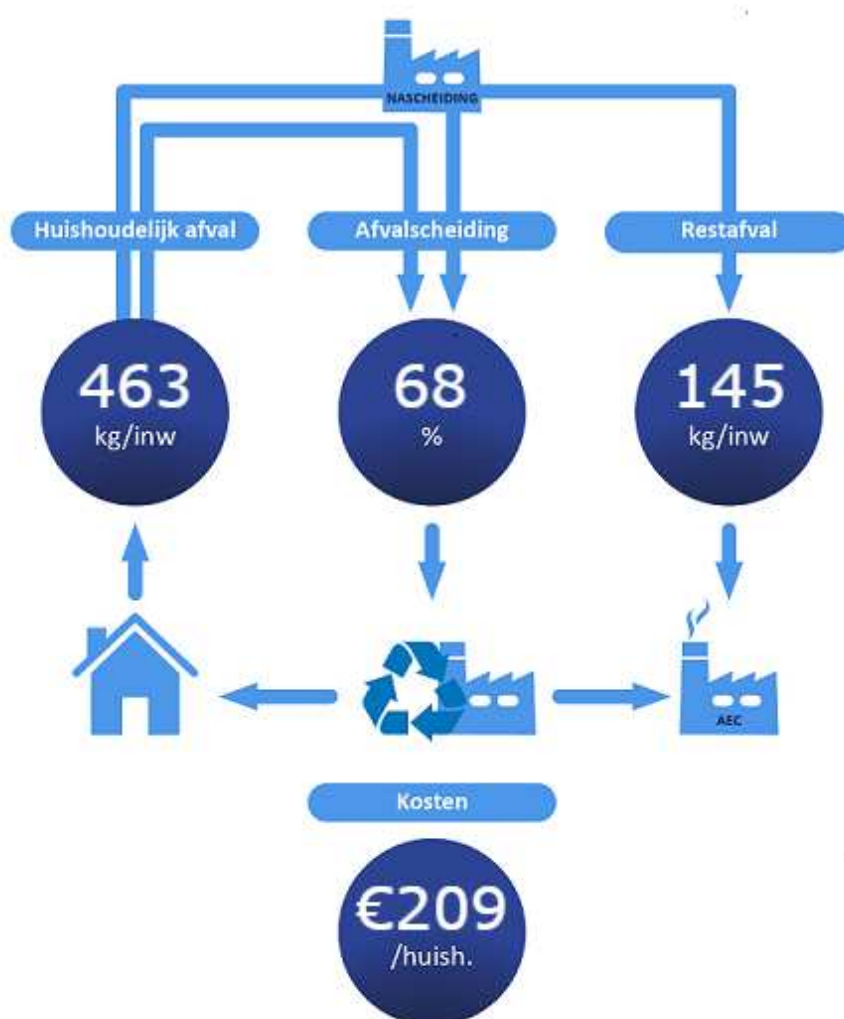 NASCHEIDING
Huishoudelijk afval
Afvalscheiding
Restafval
463
kg/inw
68
%
145
kg/inw
AEC
Kosten
€209
/huish.